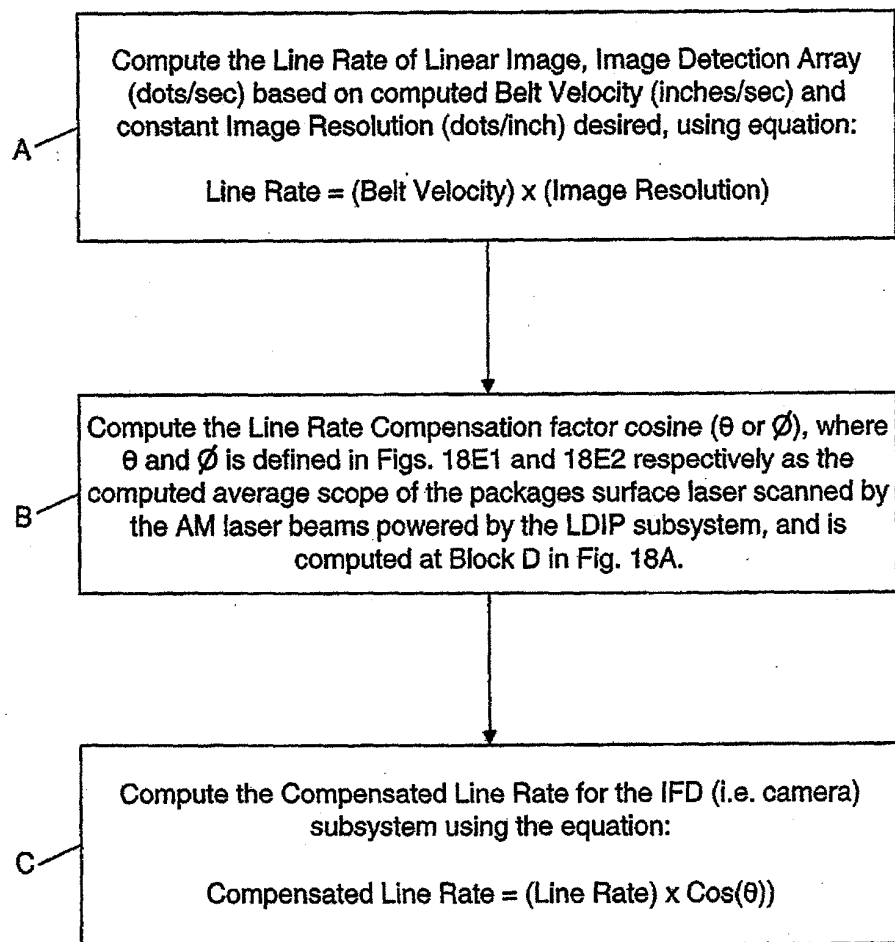 Compute the Line Rate of Linear Image, Image Detection Array
(dots/sec) based on computed Belt Velocity (inches/sec) and
constant Image Resolution (dots/inch) desired, using equation:
A
Line Rate = (Belt Velocity) x (Image Resolution)
Compute the Line Rate Compensation factor cosine (θ or Ø), where
θ and Ø is defined in Figs. 18E1 and 18E2 respectively as the
computed average scope of the packages surface laser scanned by
B
the AM laser beams powered by the LDIP subsystem, and is
computed at Block D in Fig. 18A.
Compute the Compensated Line Rate for the IFD (i.e. camera)
subsystem using the equation:
C
Compensated Line Rate = (Line Rate) x Cos(θ))